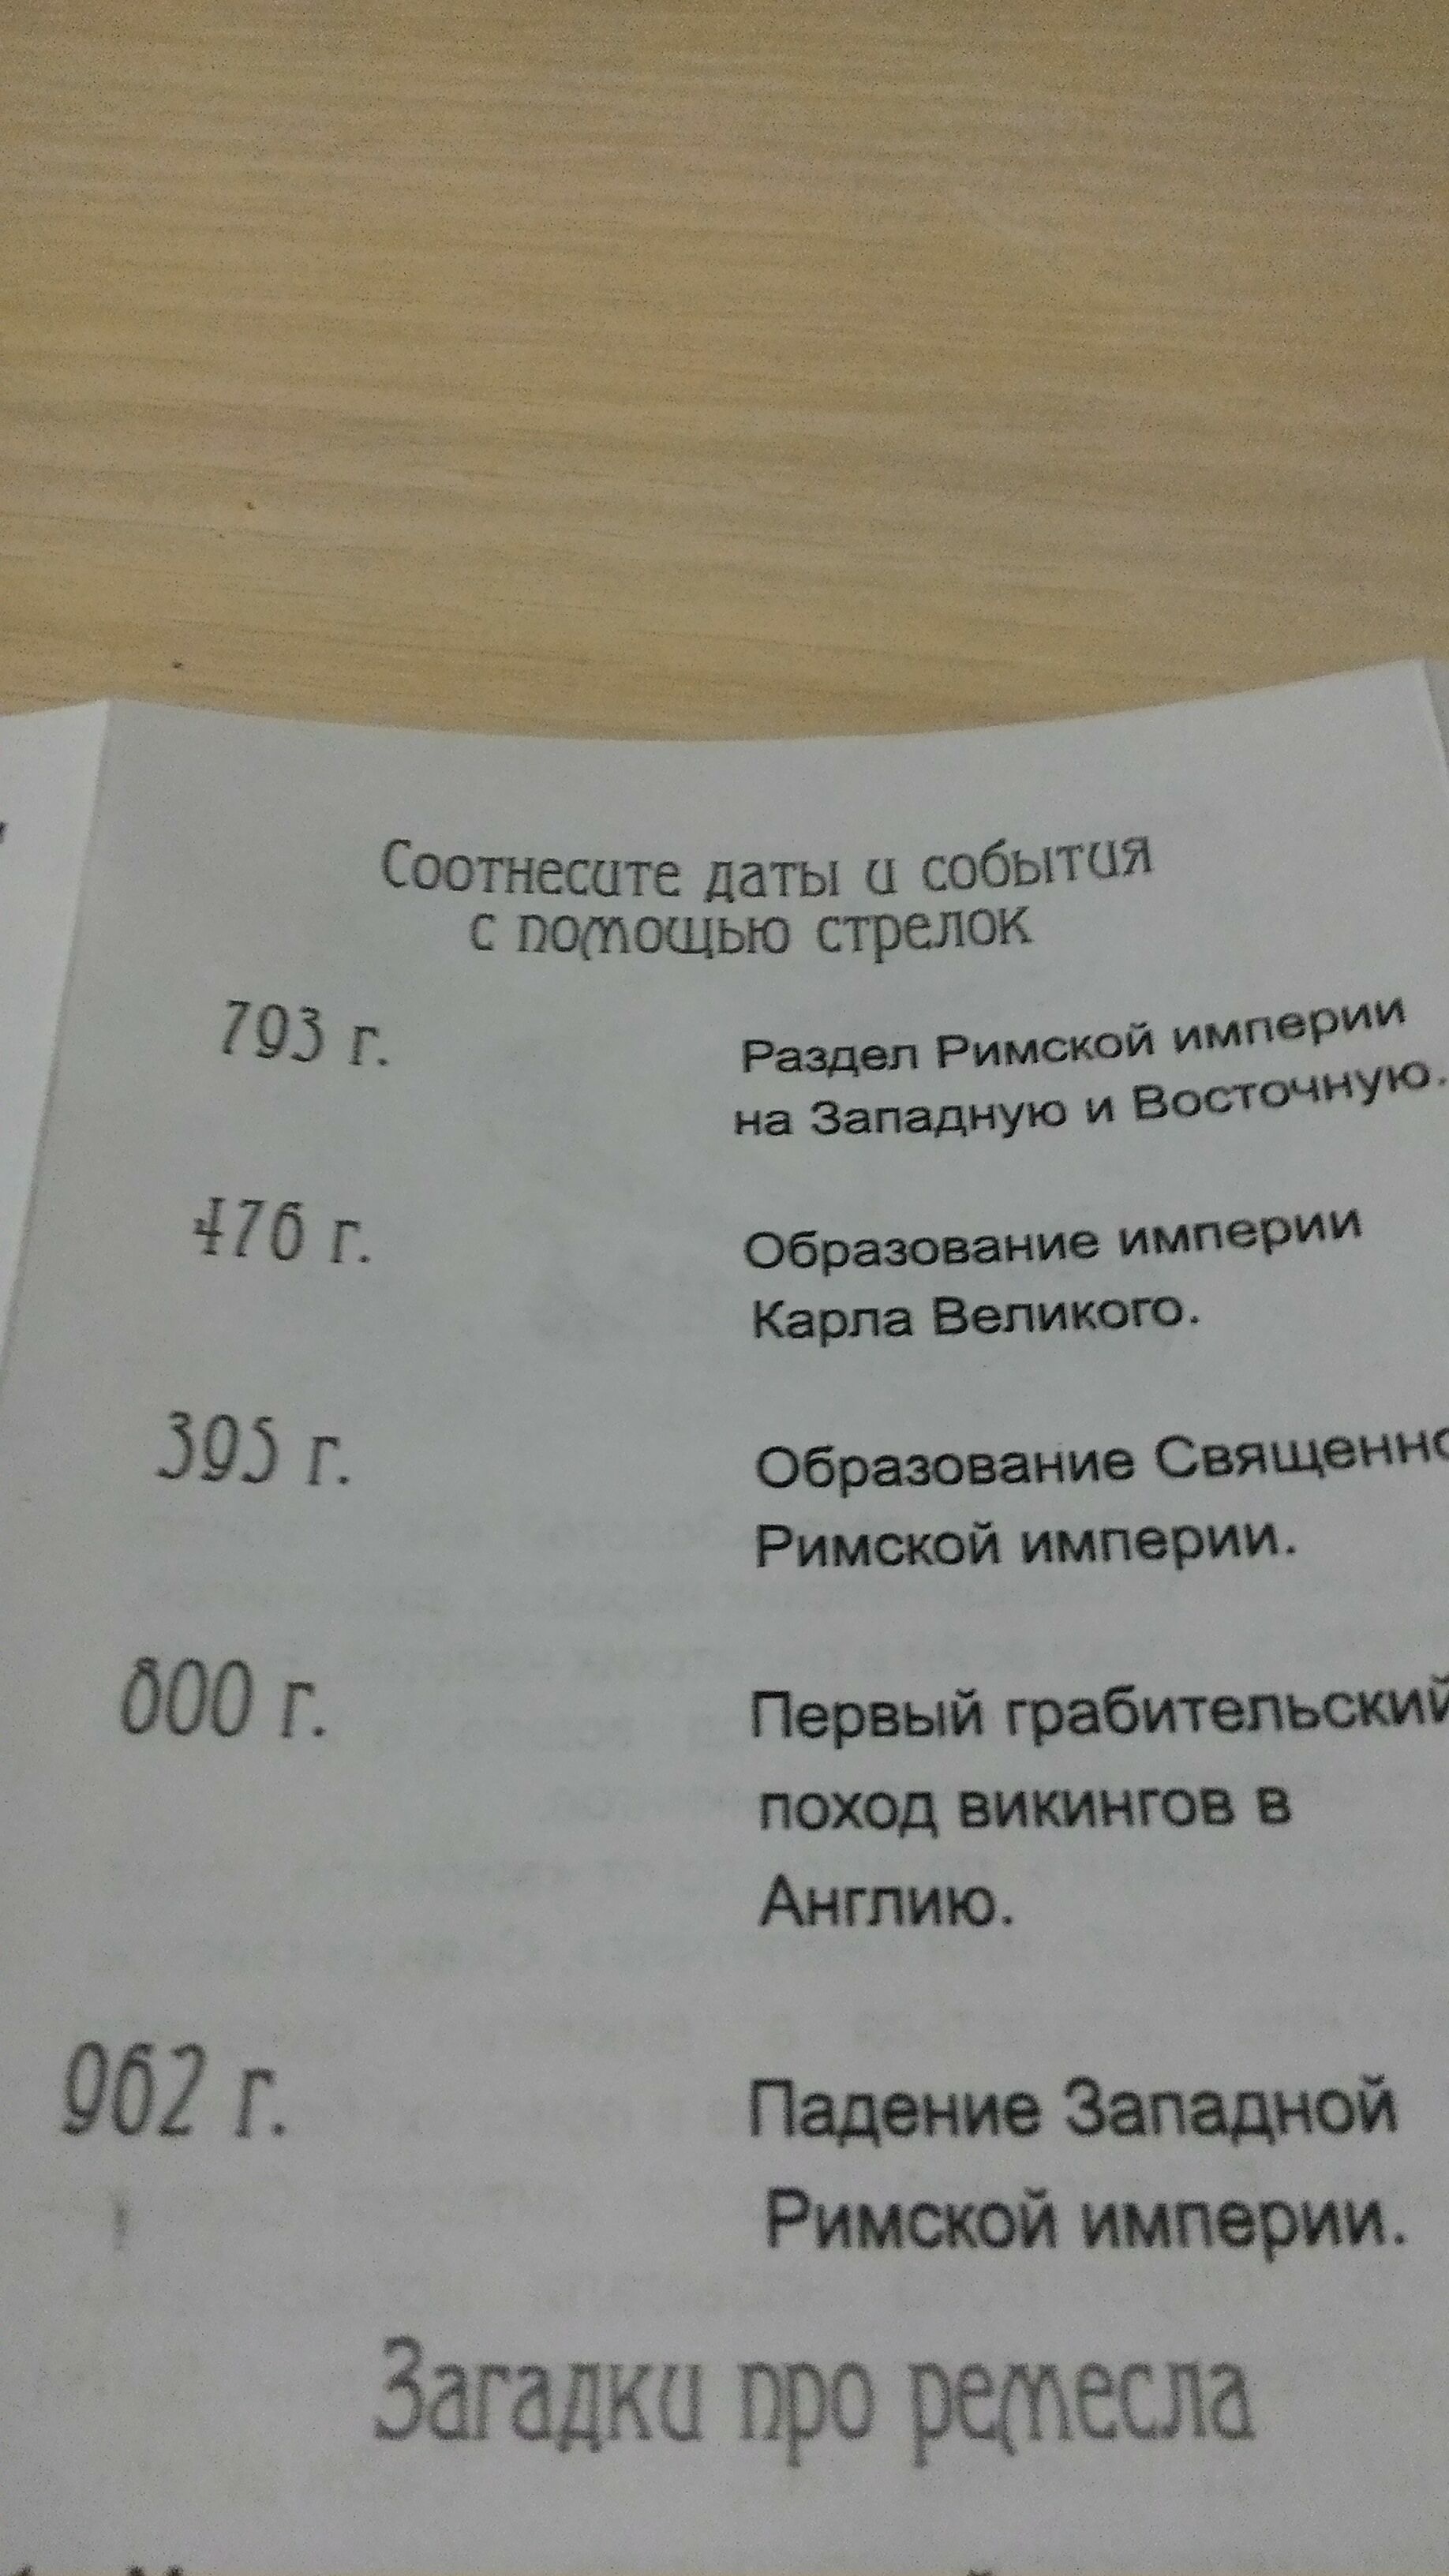 Соотнесите даты и события
с помощью стрелок
793 г.
Раздел Римской империи
на Западную и Восточную.
476 г.
Образование империи
Карла Великого.
395 г.
Образование Священно
Римской империи.
800 г.
Первый грабительский
поход викингов в
Англию.
962 г.
Падение Западной
Римской империи.
Загадки про ремесла